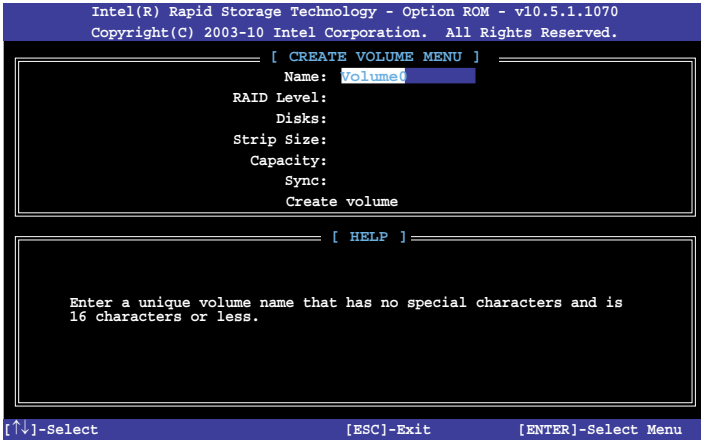 Intel(R) Rapid Storage Technology - Option ROM - v10.5.1.1070
Copyright(C) 2003-10 Intel Corporation. All Rights Reserved.
[ CREATE VOLUME MENU ]
Name: Volume0
RAID Level:
Disks:
Strip Size:
Capacity:
Sync:
Create volume
[ HELP ]
Enter a unique volume name that has no special characters and is
16 characters or less.
[↑↓]-Select [ESC]-Exit [ENTER]-Select Menu